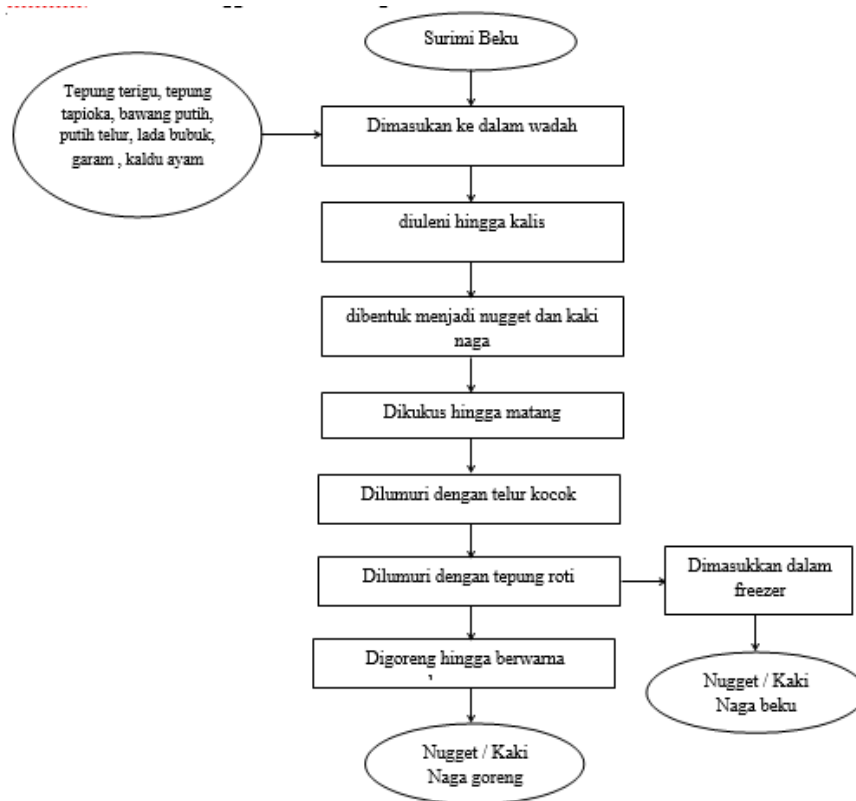 Surimi Beku
Tepung terigu, tepung
tapioka, bawang putih,
putih telur, lada bubuk,
garam , kaldu ayam
Dimasukan ke dalam wadah
diuleni hingga kalis
dibentuk menjadi nugget dan kaki
naga
Dikukus hingga matang
Dilumuri dengan telur kocok
Dilumuri dengan tepung roti
Dimasukkan dalam
freezer
Digoreng hingga berwarna
Nugget / Kaki
Naga beku
Nugget / Kaki
Naga goreng